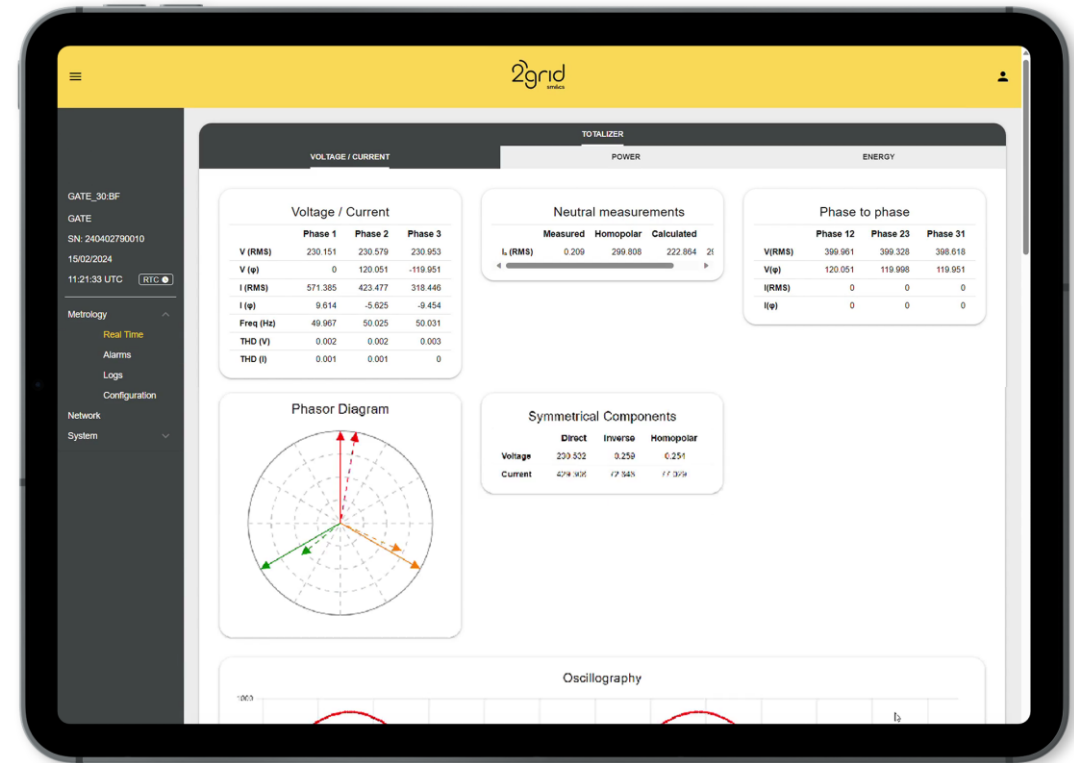 2grid
smiles
TOTALIZER
VOLTAGE / CURRENT POWER ENERGY
GATE_30:BF
GATE
SN: 240402790010
15/02/2024
11:21:33 UTC RTC
Metrology
Real Time
Alarms
Logs
Configuration
Network
System
Voltage / Current
Phase 1 Phase 2 Phase 3
V (RMS) 230.151 230.579 230.953
V (φ) 0 120.051 -119.951
I (RMS) 571.385 423.477 318.446
I (φ) 9.614 -5.625 -9.454
Freq (Hz) 49.967 50.025 50.031
THD (V) 0.002 0.002 0.003
THD (I) 0.001 0.001 0
Neutral measurements
Measured Homopolar Calculated
(RMS) 0.209 299.808 222.864
Phase to phase
Phase 12 Phase 23 Phase 31
V(RMS) 399.961 399.328 398.618
V(φ) 120.051 119.998 119.951
I(RMS) 0 0 0
I(φ) 0 0 0
Phasor Diagram
Symmetrical Components
Direct Inverse Homopolar
Voltage 0.259 0.251
Current
Oscillography
1000